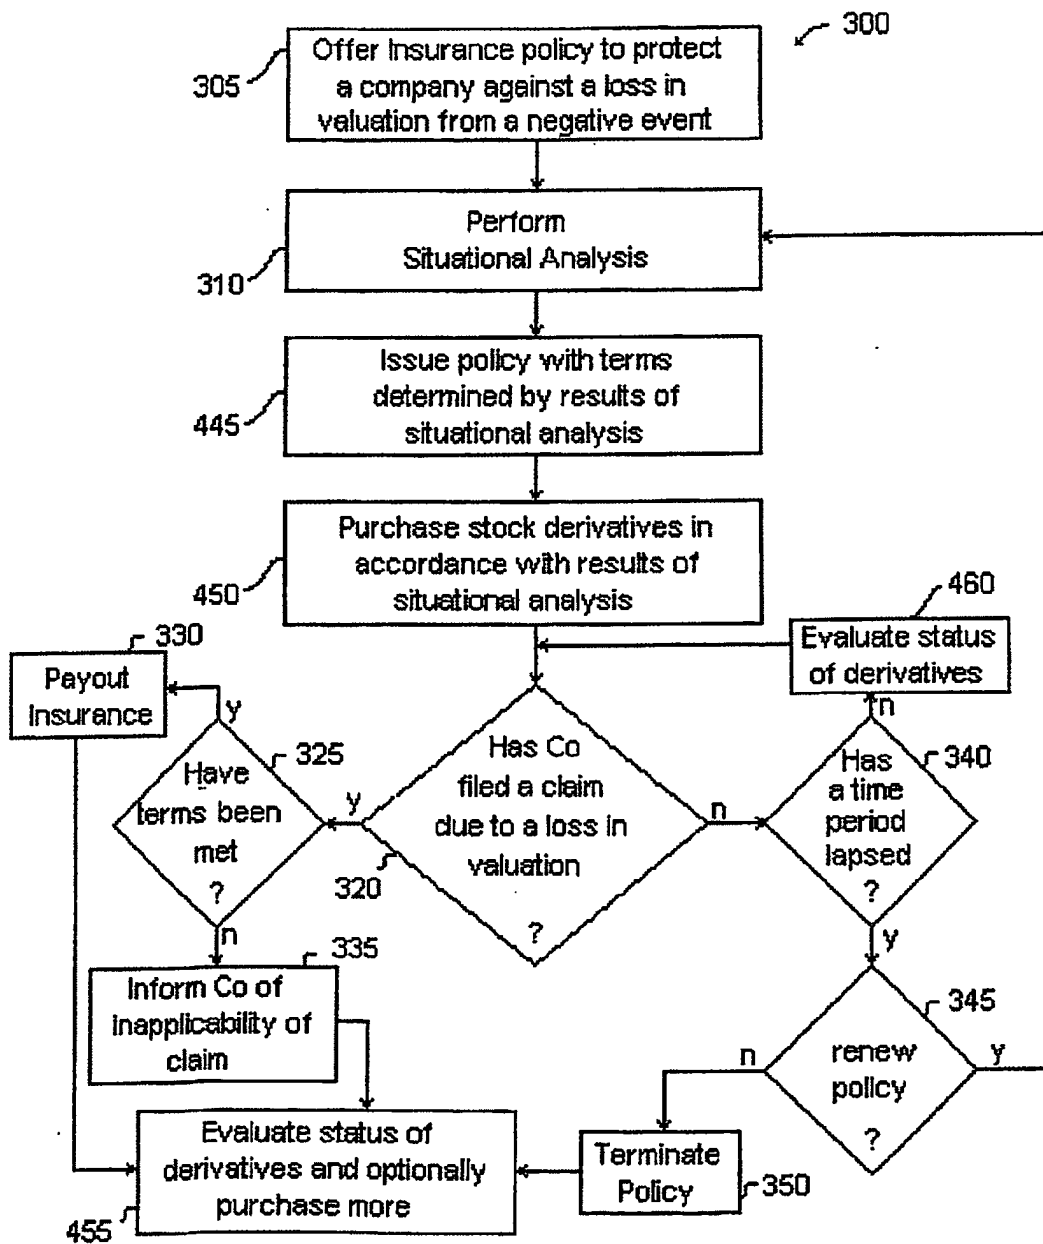 300
Offer Insurance policy to protect
a company against a loss in
valuation from a negative event
305
Perform
Situational Analysis
310
Issue policy with terms
determined by results of
situational analysis
445
Purchase stock derivatives in
accordance with results of
situational analysis
450
460
Evaluate status
of derivatives
330
Payout
Insurance
y
n
325
Have
terms been
met
?
y
Has Co
filed a claim
due to a loss in
valuation
?
320
n
340
Has
a time
period
lapsed
?
n
y
335
Inform Co of
inapplicability of
claim
345
n
renew
policy
?
y
Evaluate status of
derivatives and optionally
purchase more
455
Terminate
Policy
350